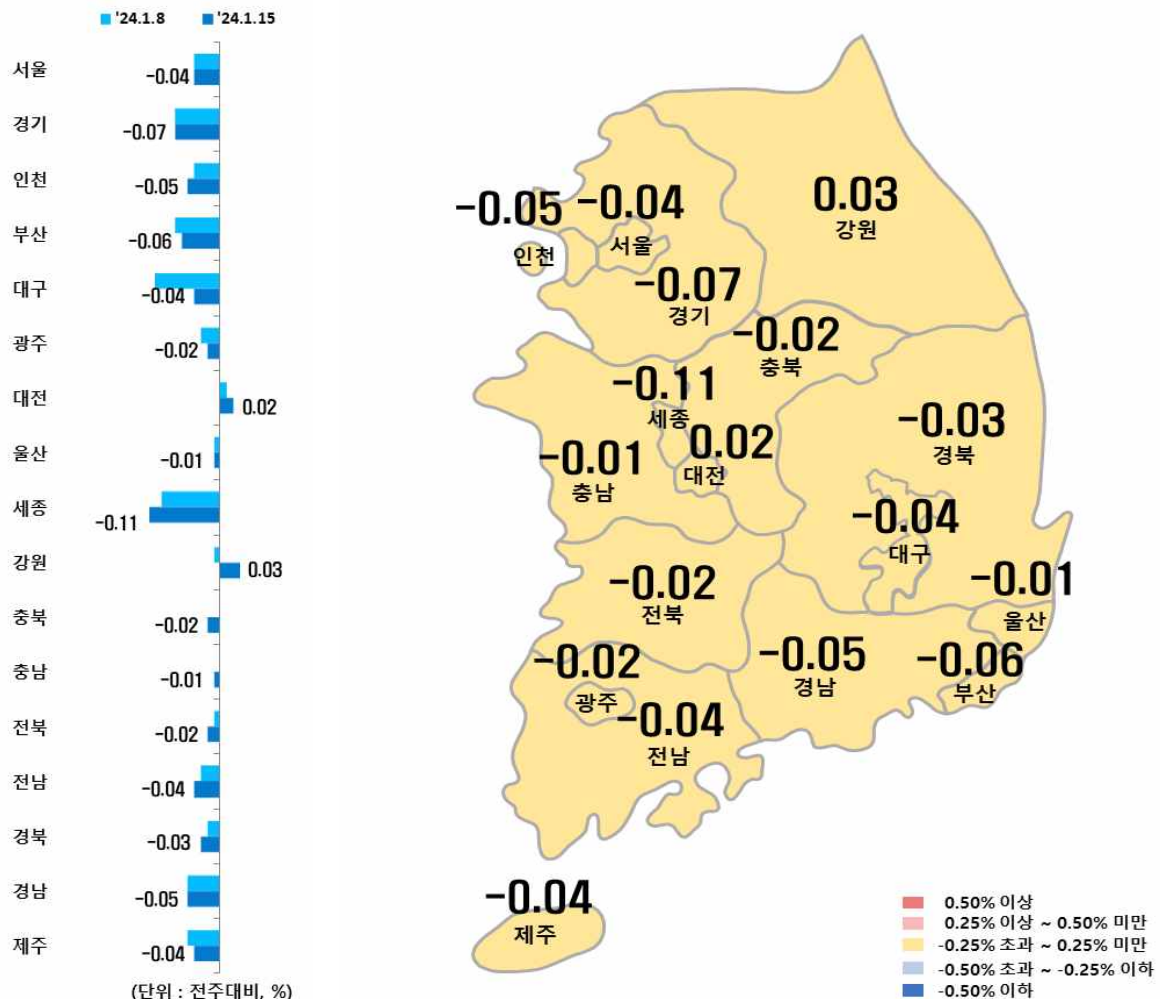 '24.1.8 '24.1.15
서울 -0.04
경기 -0.07
인천 -0.05
부산 -0.06
대구 -0.04
광주 -0.02
대전 0.02
울산 -0.01
세종 -0.11
강원 0.03
충북 -0.02
충남 -0.01
전북 -0.02
전남 -0.04
경북 -0.03
경남 -0.05
제주 -0.04
(단위 : 전주대비, %)
0.03
강원
-0.05
인천
-0.04
서울
-0.07
경기
-0.02
충북
-0.11
세종
0.02
대전
-0.01
충남
-0.03
경북
-0.04
대구
-0.01
울산
-0.02
전북
-0.05
경남
-0.06
부산
-0.02
광주
-0.04
전남
-0.04
제주
0.50% 이상
0.25% 이상 ~ 0.50% 미만
-0.25% 초과 ~ 0.25% 미만
-0.50% 초과 ~ -0.25% 이하
-0.50% 이하